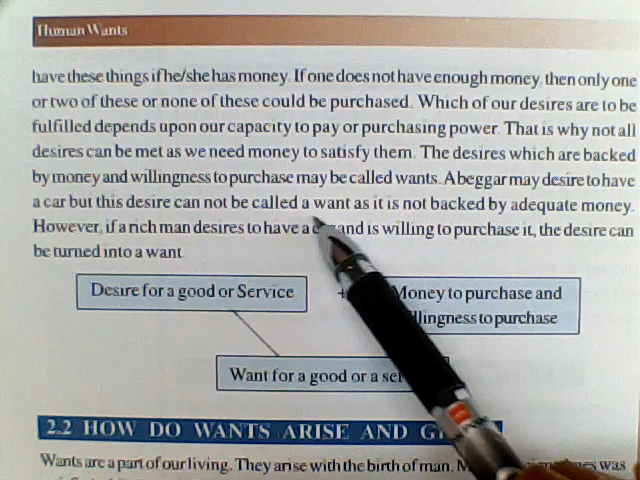 Human Wants
have these things if he/she has money. If one does not have enough money, then only one
or two of these or none of these could be purchased. Which of our desires are to be
fulfilled depends upon our capacity to pay or purchasing power. That is why not all
desires can be met as we need money to satisfy them. The desires which are backed
by money and willingness to purchase may be called wants. A beggar may desire to have
a car but this desire can not be called a want as it is not backed by adequate money.
However, if a rich man desires to have a and is willing to purchase it, the desire can
be turned into a want
Desire for a good or Service + Money to purchase and
llingness to purchase
Want for a good or a se
2.2 HOW DO WANTS ARISE AND G
Wants are a part of our living. They arise with the birth of man. was